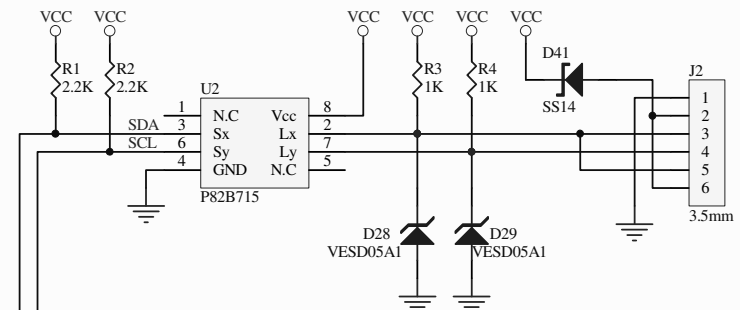 VCC VCC VCC VCC VCC VCC
D41
R1 R2 R3 R4 J2
2.2K 2.2K U2 1K 1K
SS14
1 N.C Vcc 8 1
SDA 3 Sx Lx 2 2
SCL 6 Sy Ly 7 3
4 GND N.C 5 4
5
6
P82B715 3.5mm
D28 D29
VESD05A1 VESD05A1